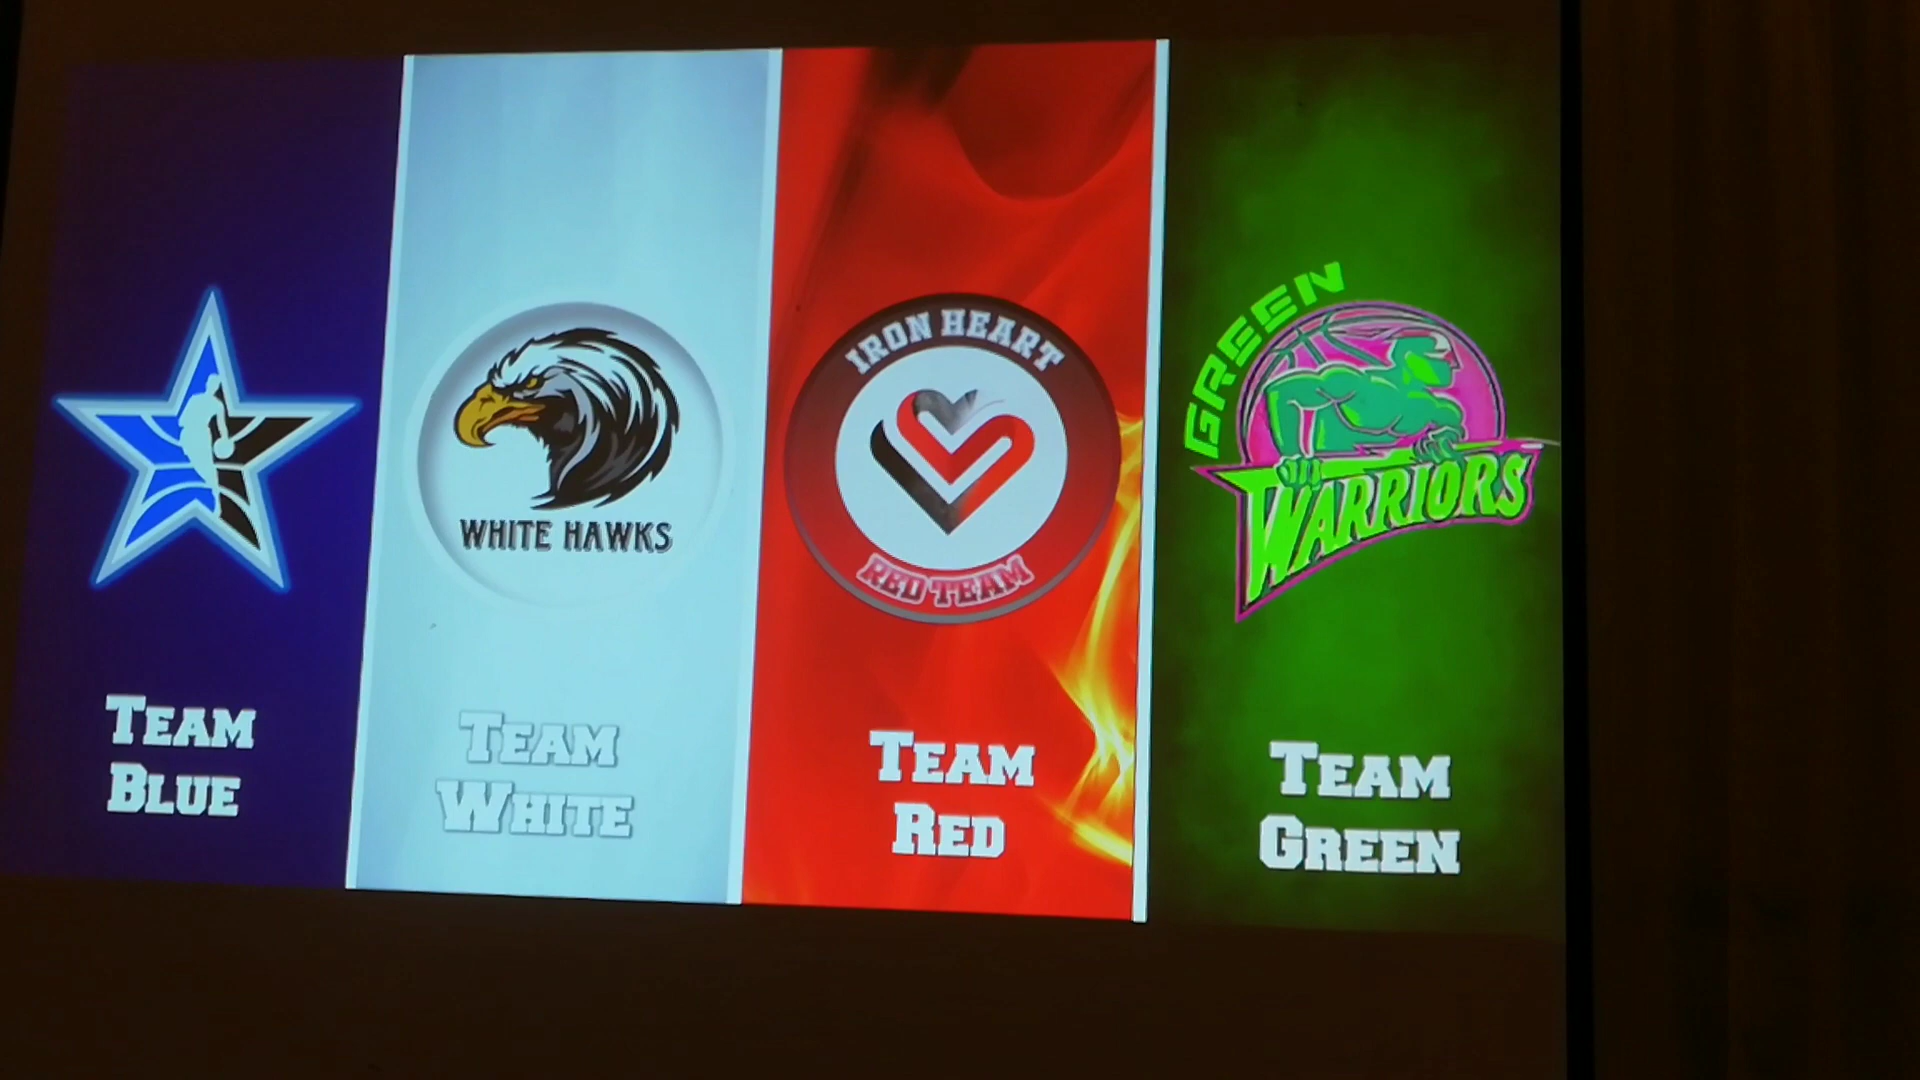 TEAM
BLUE
WHITE HAWKS
TEAM
WHITE
IRON HEART
RED TEAM
TEAM
RED
GREEN
WARRIORS
TEAM
GREEN